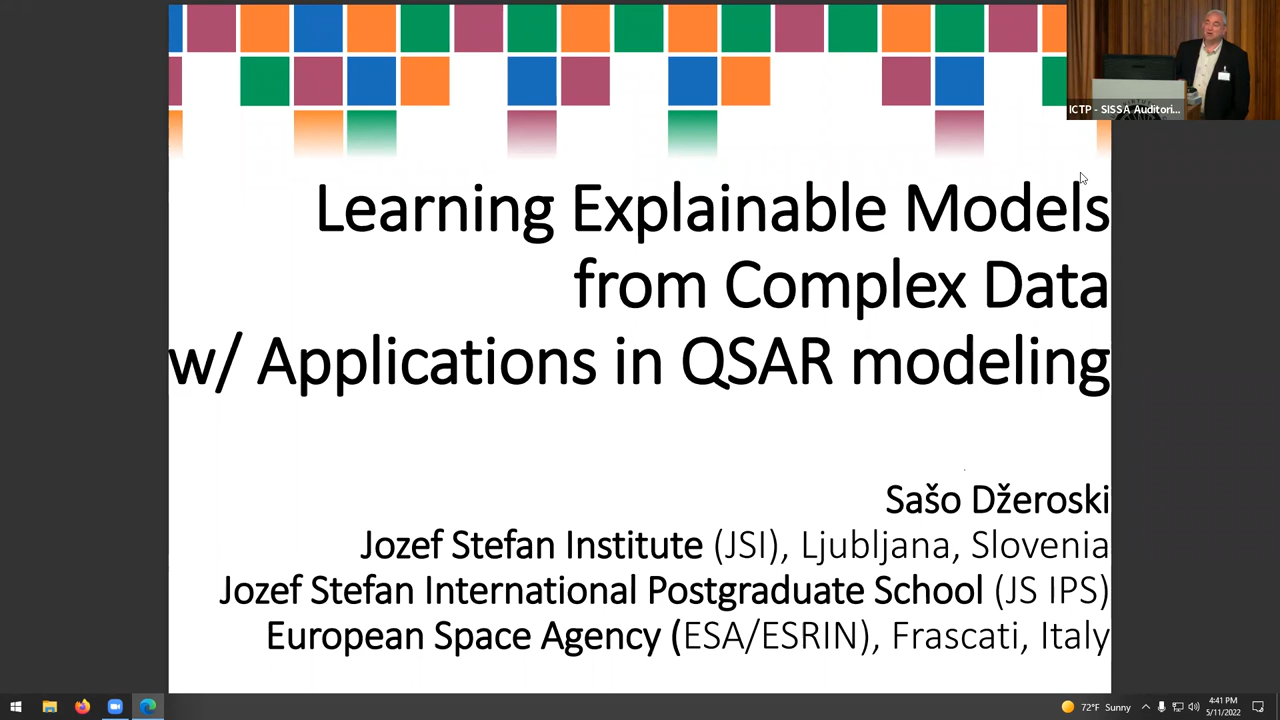 ICTP - SISSA Auditori...
Learning Explainable Models
from Complex Data
w/ Applications in QSAR modeling
Sašo Džeroski
Jozef Stefan Institute (JSI), Ljubljana, Slovenia
Jozef Stefan International Postgraduate School (JS IPS)
European Space Agency (ESA/ESRIN), Frascati, Italy
72°F Sunny
4:41 PM
5/11/2022